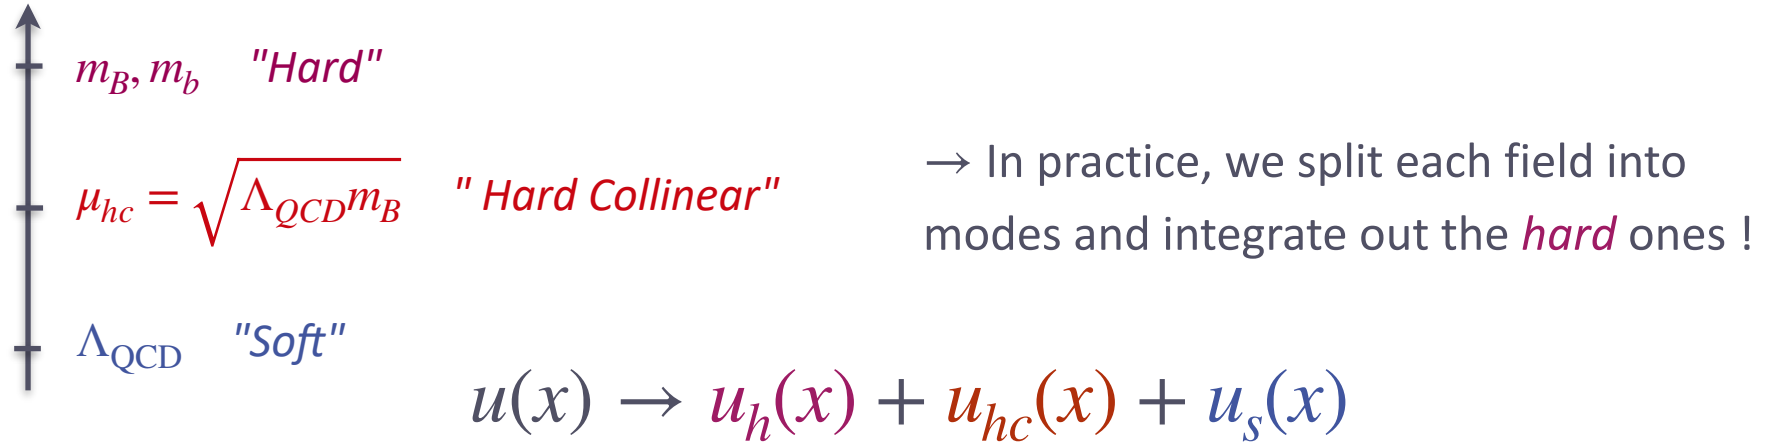 m_B, m_b "Hard"
μ_hc = √(Λ_QCD m_B) " Hard Collinear"
→ In practice, we split each field into
modes and integrate out the hard ones !
Λ_QCD "Soft"
u(x) → u_h(x) + u_hc(x) + u_s(x)